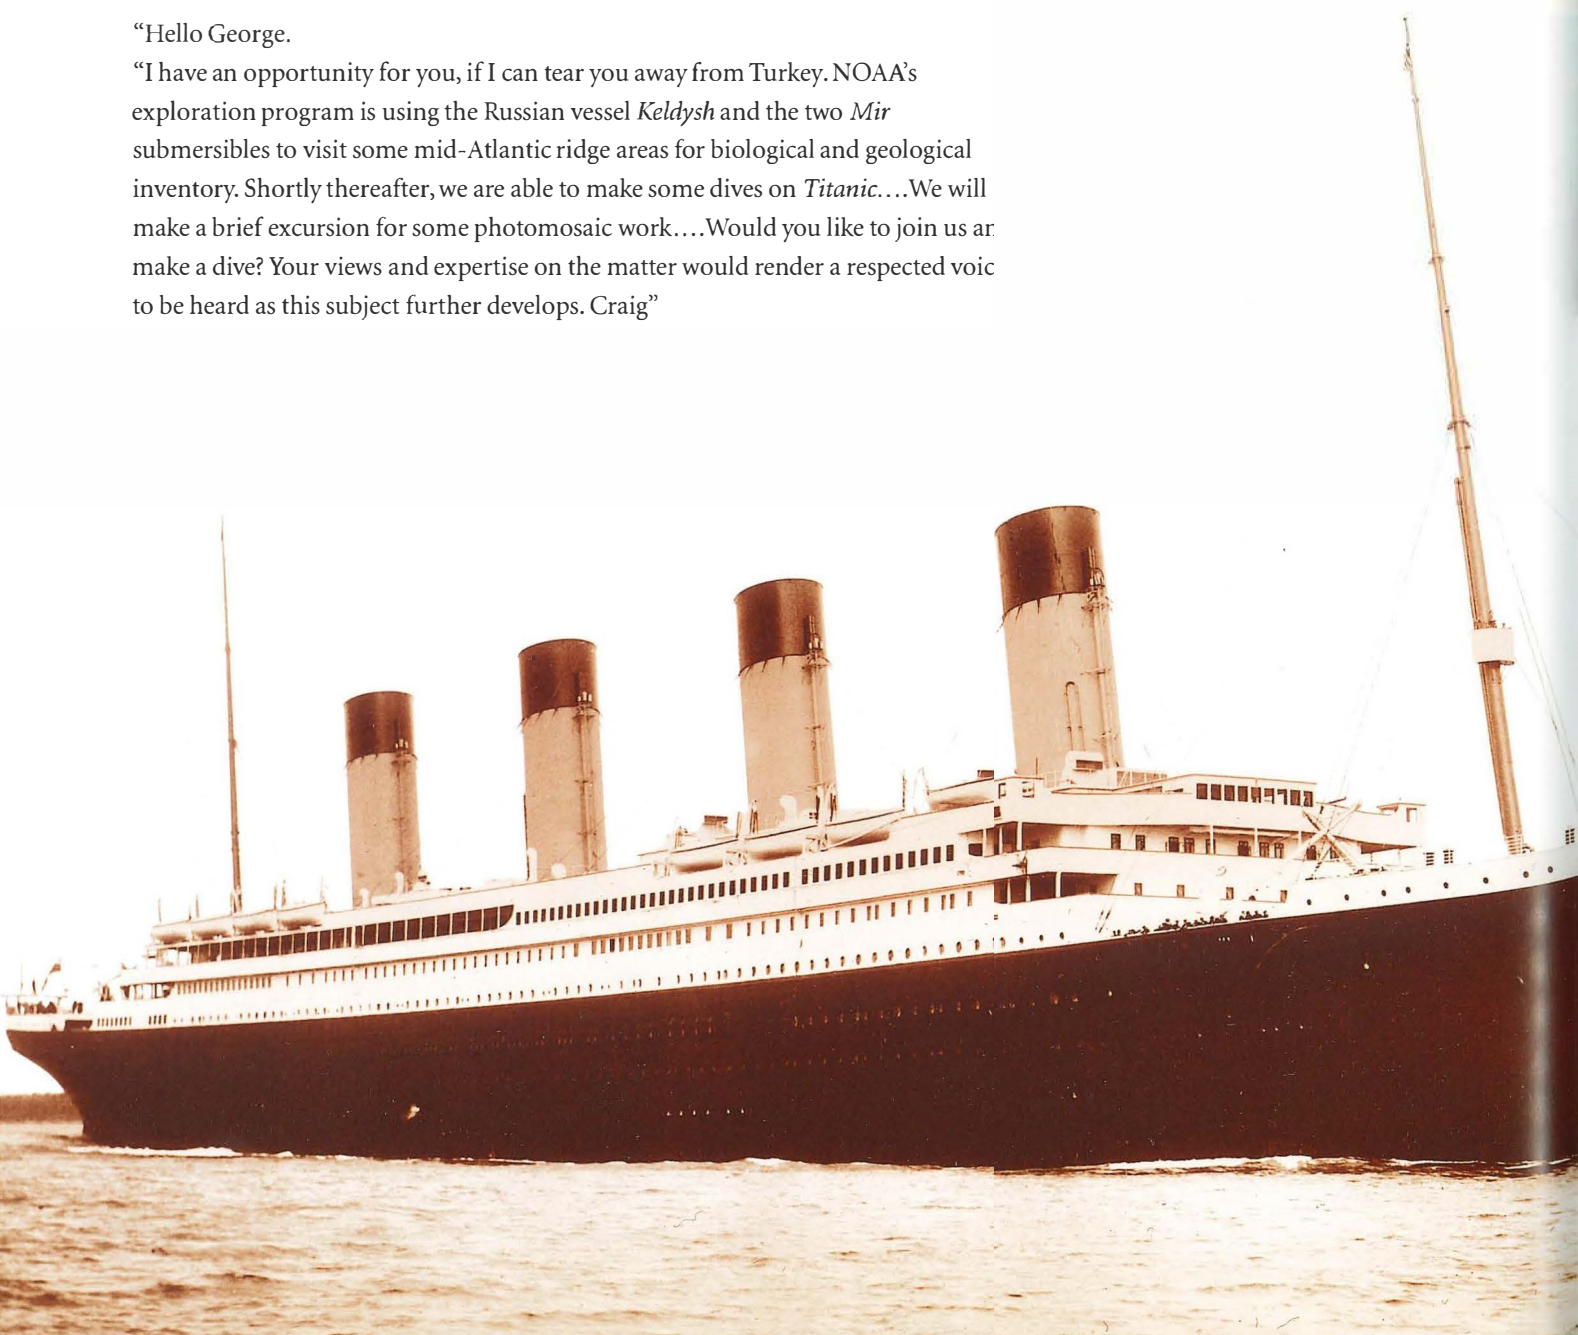 “Hello George.
“I have an opportunity for you, if I can tear you away from Turkey. NOAA’s
exploration program is using the Russian vessel Keldysh and the two Mir
submersibles to visit some mid-Atlantic ridge areas for biological and geological
inventory. Shortly thereafter, we are able to make some dives on Titanic....We will
make a brief excursion for some photomosaic work....Would you like to join us an
make a dive? Your views and expertise on the matter would render a respected voic
to be heard as this subject further develops. Craig”